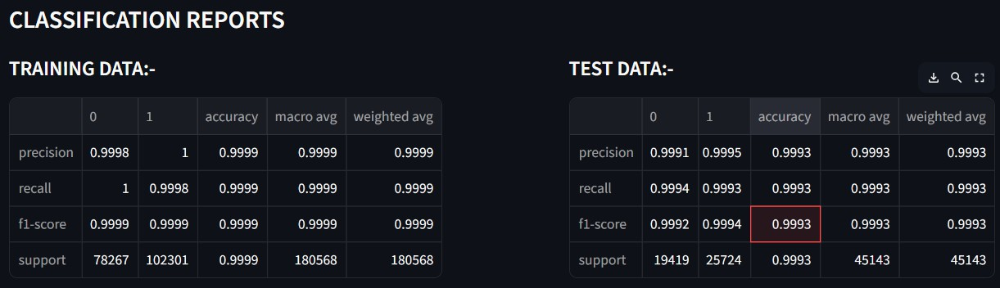 CLASSIFICATION REPORTS
TRAINING DATA:-
0 1 accuracy macro avg weighted avg
precision 0.9998 1 0.9999 0.9999 0.9999
recall 1 0.9998 0.9999 0.9999 0.9999
f1-score 0.9999 0.9999 0.9999 0.9999 0.9999
support 78267 102301 0.9999 180568 180568
TEST DATA:-
0 1 accuracy macro avg weighted avg
precision 0.9991 0.9995 0.9993 0.9993 0.9993
recall 0.9994 0.9993 0.9993 0.9993 0.9993
f1-score 0.9992 0.9994 0.9993 0.9993 0.9993
support 19419 25724 0.9993 45143 45143